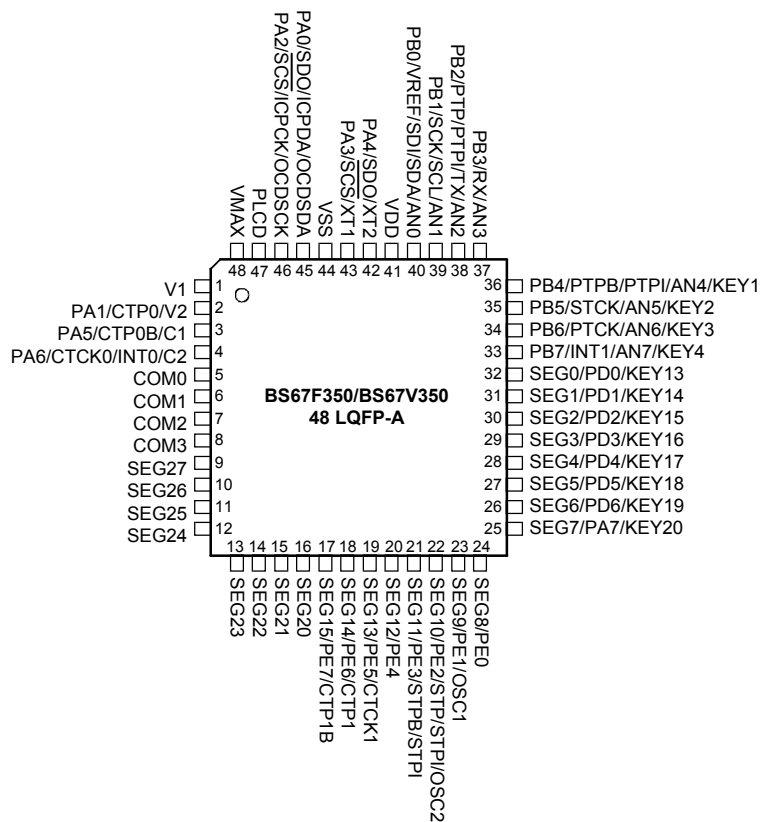 PA0/SDO/ICPDA/OCDSDA
PA2/SCS/ICPCK/OCDSCK
PLCD
VMAX
VSS
PA3/SCS/XT1
PA4/SDO/XT2
VDD
PB0/VREF/SDI/SDA/AN0
PB1/SCK/SCL/AN1
PB2/PTP/PTPI/TX/AN2
PB3/RX/AN3
48 47 46 45 44 43 42 41 40 39 38 37
V1 1
PA1/CTP0/V2 2
PA5/CTP0B/C1 3
PA6/CTCK0/INT0/C2 4
COM0 5
COM1 6
COM2 7
COM3 8
SEG27 9
SEG26 10
SEG25 11
SEG24 12
BS67F350/BS67V350
48 LQFP-A
36 PB4/PTPB/PTPI/AN4/KEY1
35 PB5/STCK/AN5/KEY2
34 PB6/PTCK/AN6/KEY3
33 PB7/INT1/AN7/KEY4
32 SEG0/PD0/KEY13
31 SEG1/PD1/KEY14
30 SEG2/PD2/KEY15
29 SEG3/PD3/KEY16
28 SEG4/PD4/KEY17
27 SEG5/PD5/KEY18
26 SEG6/PD6/KEY19
25 SEG7/PA7/KEY20
13 14 15 16 17 18 19 20 21 22 23 24
SEG23
SEG22
SEG21
SEG20
SEG15/PE7/CTP1B
SEG14/PE6/CTP1
SEG13/PE5/CTCK1
SEG12/PE4
SEG11/PE3/STPB/STPI
SEG10/PE2/STP/STPI/OSC2
SEG9/PE1/OSC1
SEG8/PE0